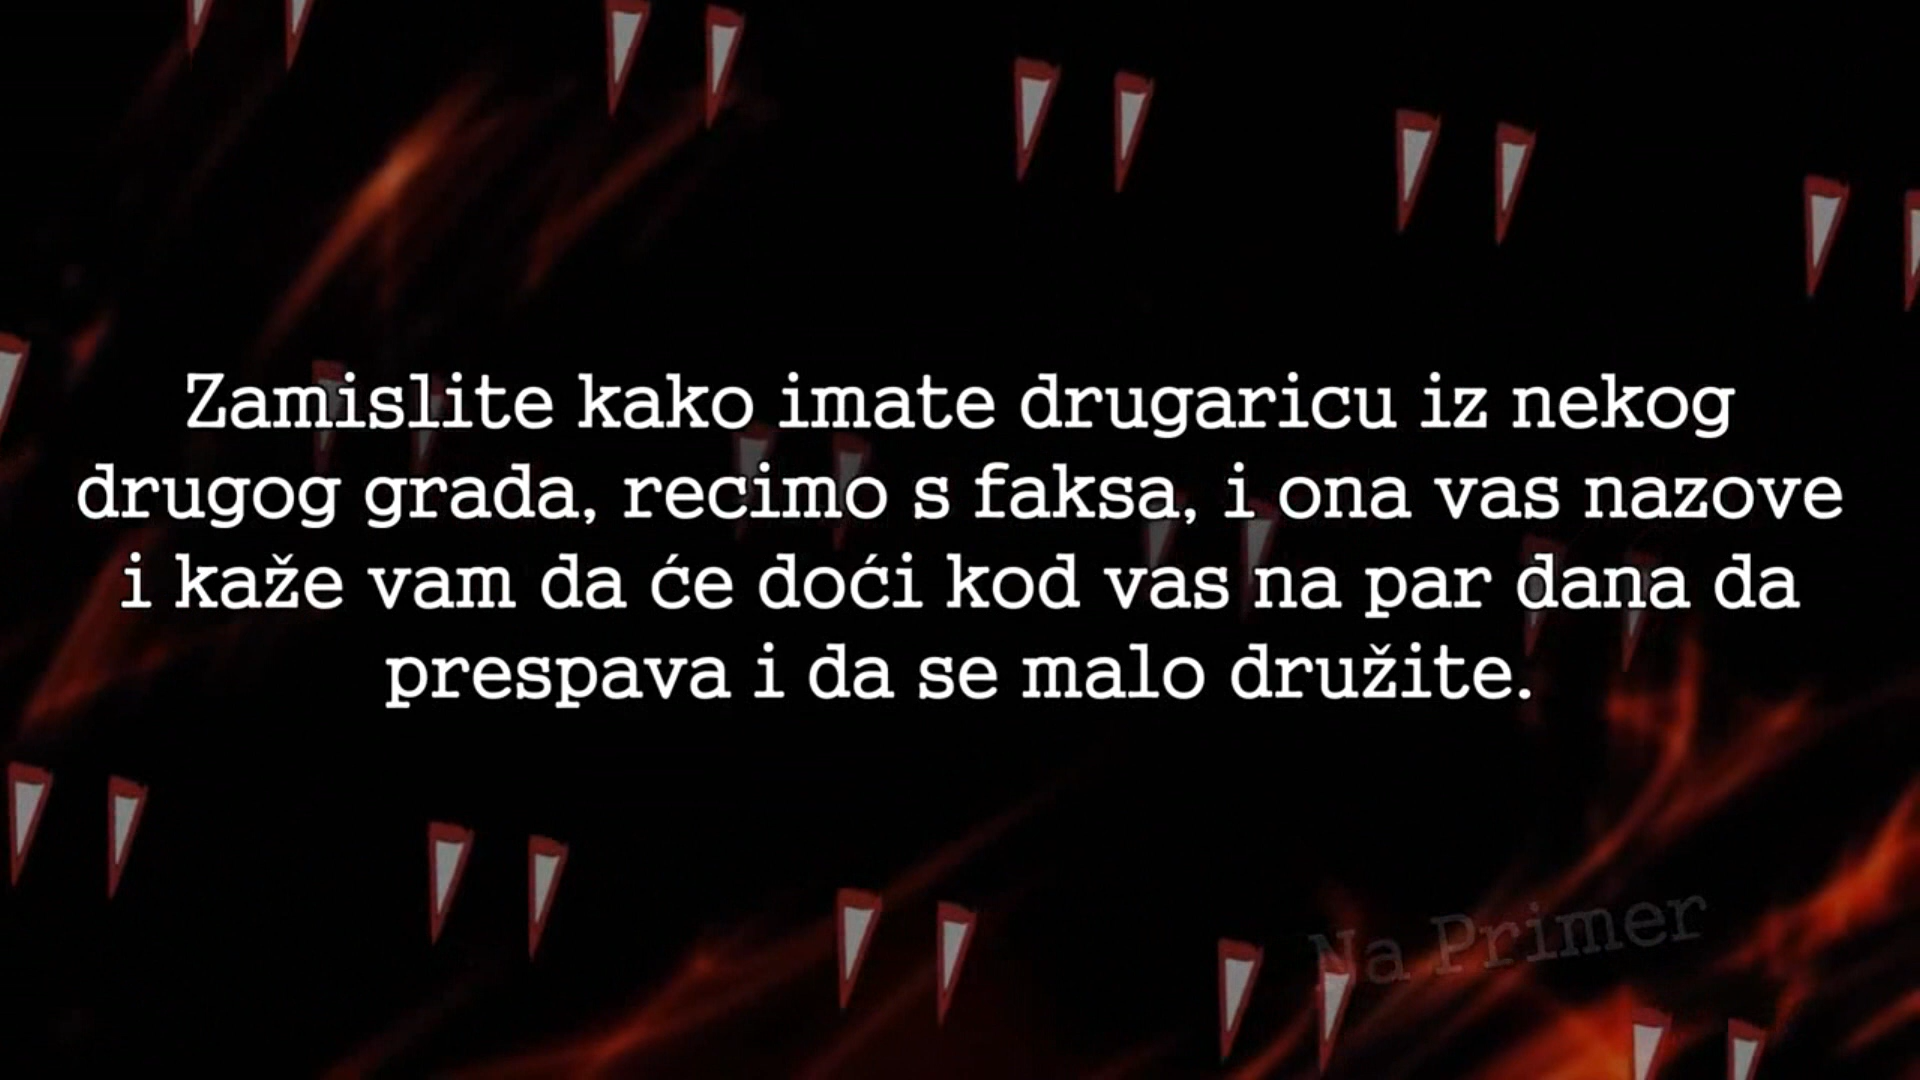 Zamislite kako imate drugaricu iz nekog
drugog grada, recimo s faksa, i ona vas nazove
i kaže vam da će doći kod vas na par dana da
prespava i da se malo družite.
Na Primer